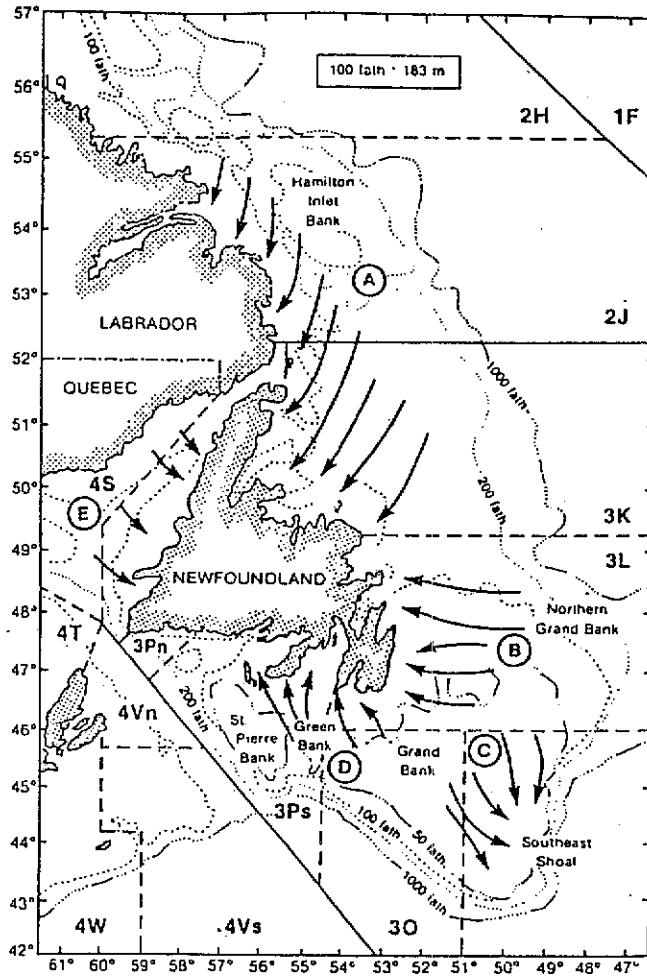 57°
56°
55°
54°
53°
52°
51°
50°
49°
48°
47°
46°
45°
44°
43°
42°
100 fath
100 fath · 183 m
2H
1F
Hamilton
Inlet
Bank
A
LABRADOR
2J
QUEBEC
1000 fath
4S
E
200 fath
3K
3L
NEWFOUNDLAND
Northern
Grand Bank
B
4T
3Pn
4Vn
200 fath
St.
Pierre
Bank
Green
Bank
D
Grand
Bank
C
3Ps
100 fath
50 fath
1000 fath
Southeast
Shoal
4W
4Vs
3O
61° 60° 59° 58° 57° 56° 55° 54° 53° 52° 51° 50° 49° 48° 47°